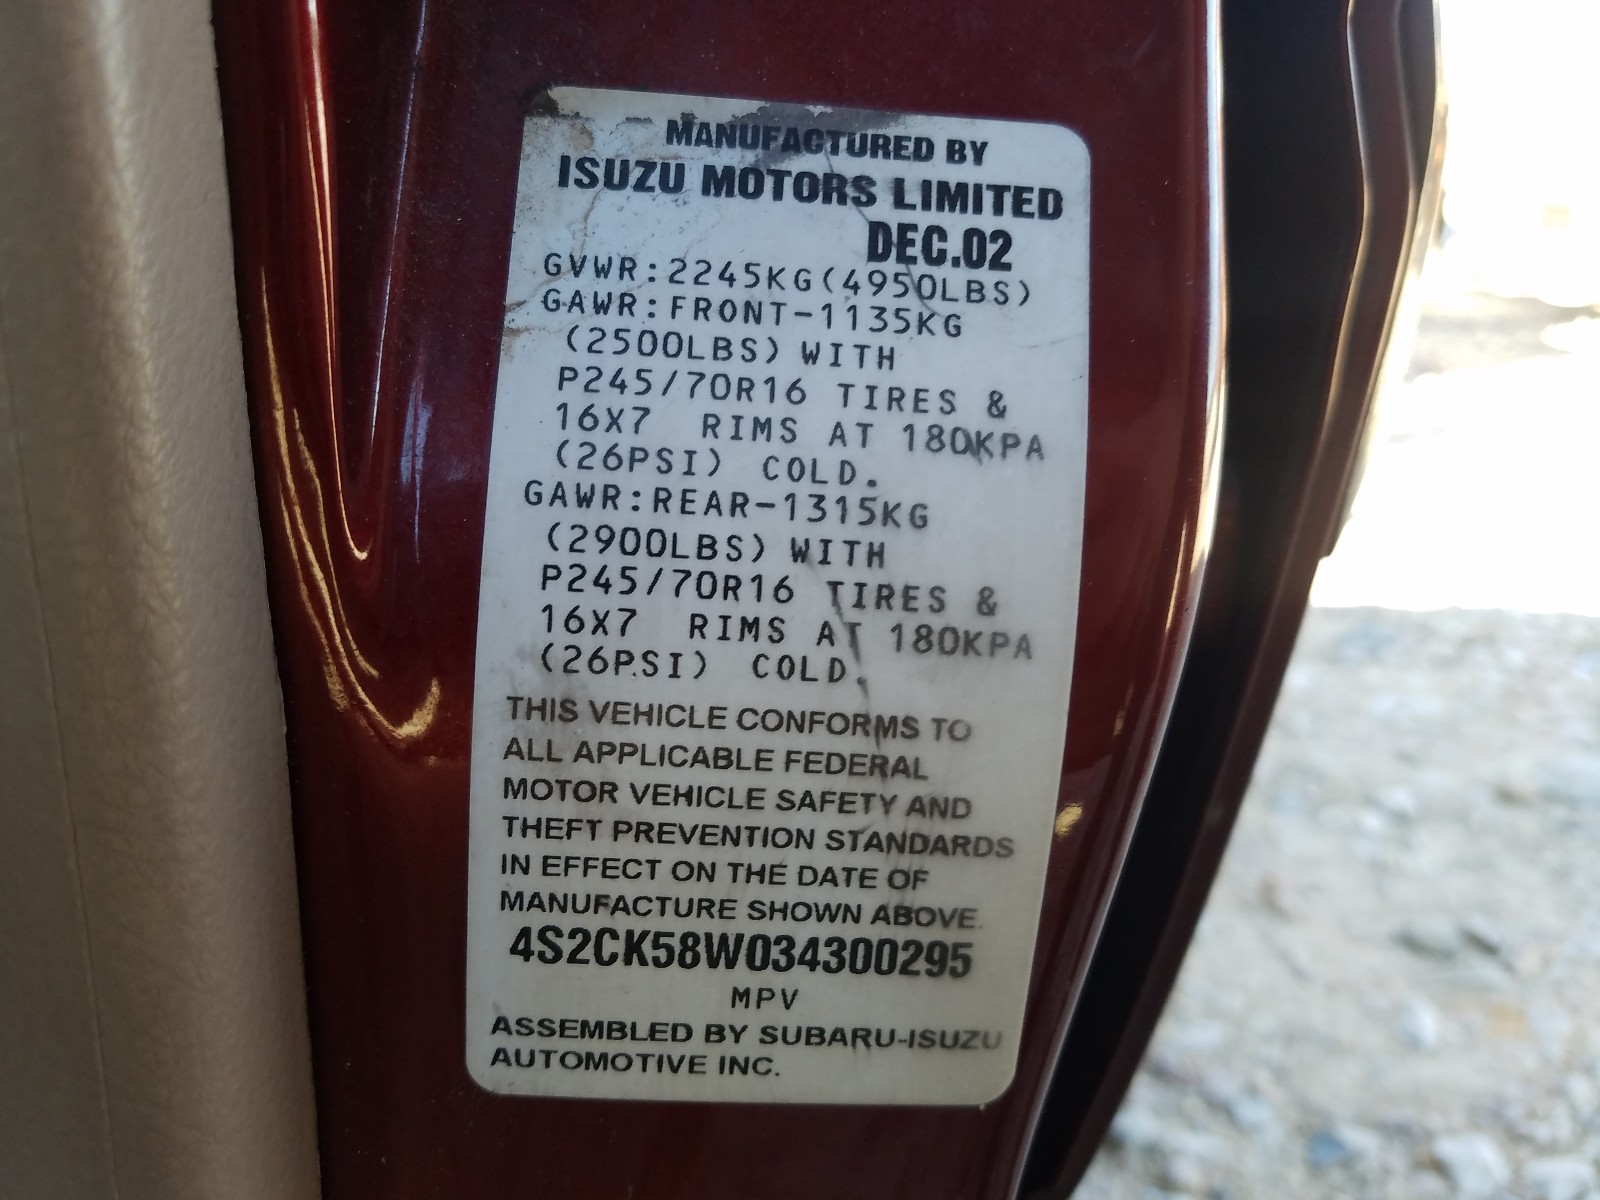 MANUFACTURED BY
ISUZU MOTORS LIMITED
DEC.02
GVWR:2245KG(4950LBS)
GAWR:FRONT-1135KG
(2500LBS) WITH
P245/70R16 TIRES &
16X7 RIMS AT 180KPA
(26PSI) COLD.
GAWR:REAR-1315KG
(2900LBS) WITH
P245/70R16 TIRES &
16X7 RIMS AT 180KPA
(26PSI) COLD.
THIS VEHICLE CONFORMS TO
ALL APPLICABLE FEDERAL
MOTOR VEHICLE SAFETY AND
THEFT PREVENTION STANDARDS
IN EFFECT ON THE DATE OF
MANUFACTURE SHOWN ABOVE.
4S2CK58W034300295
MPV
ASSEMBLED BY SUBARU-ISUZU
AUTOMOTIVE INC.